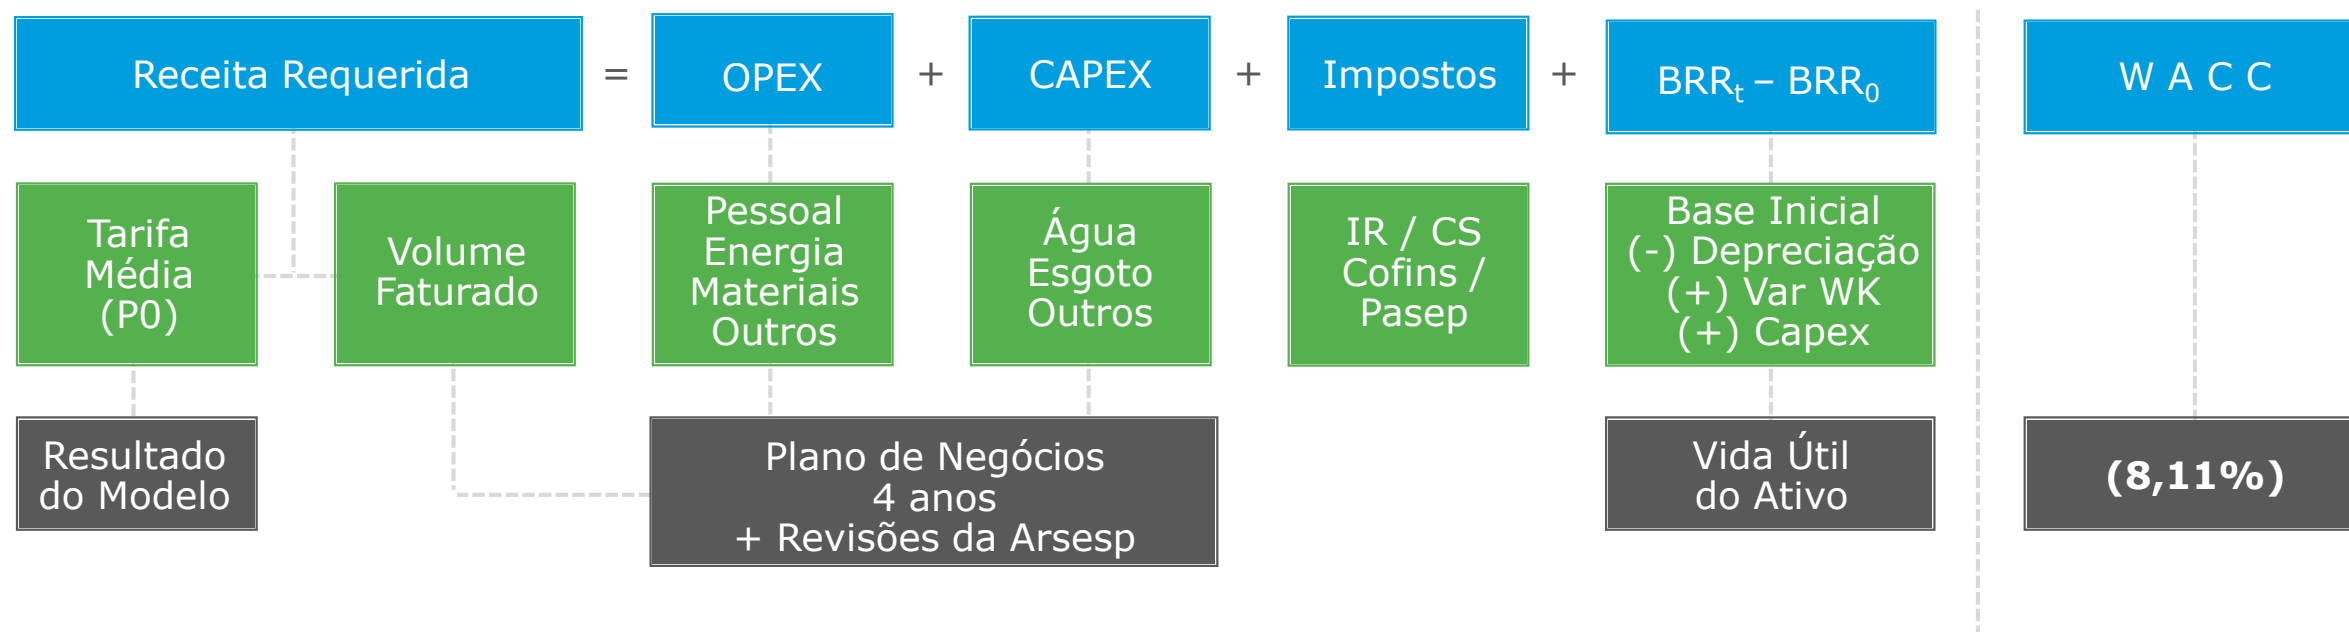 Receita Requerida
=
OPEX
+
CAPEX
+
Impostos
+
BRRt – BRR0
W A C C
Tarifa
Média
(P0)
Volume
Faturado
Pessoal
Energia
Materiais
Outros
Água
Esgoto
Outros
IR / CS
Cofins /
Pasep
Base Inicial
(-) Depreciação
(+) Var WK
(+) Capex
Resultado
do Modelo
Plano de Negócios
4 anos
+ Revisões da Arsesp
Vida Útil
do Ativo
(8,11%)